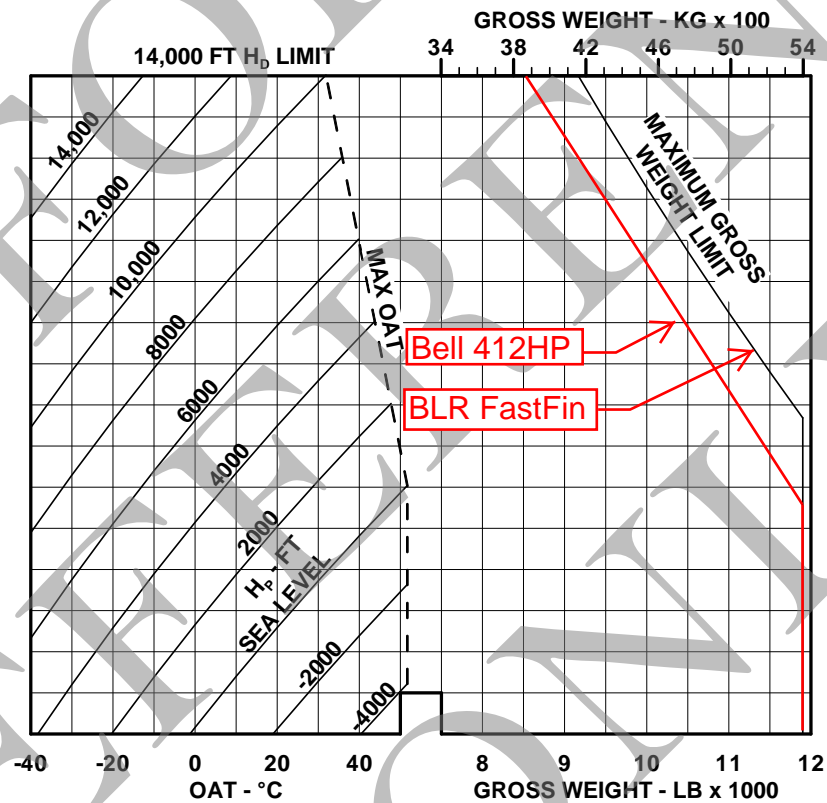 GROSS WEIGHT - KG x 100
14,000 FT H_D LIMIT
34 38 42 46 50 54
14,000
12,000
10,000
8000
6000
4000
2000
H_P - FT
SEA LEVEL
-2000
-4000
MAX OAT
MAXIMUM GROSS
WEIGHT LIMIT
Bell 412HP
BLR FastFin
-40 -20 0 20 40
OAT - °C
8 9 10 11 12
GROSS WEIGHT - LB x 1000